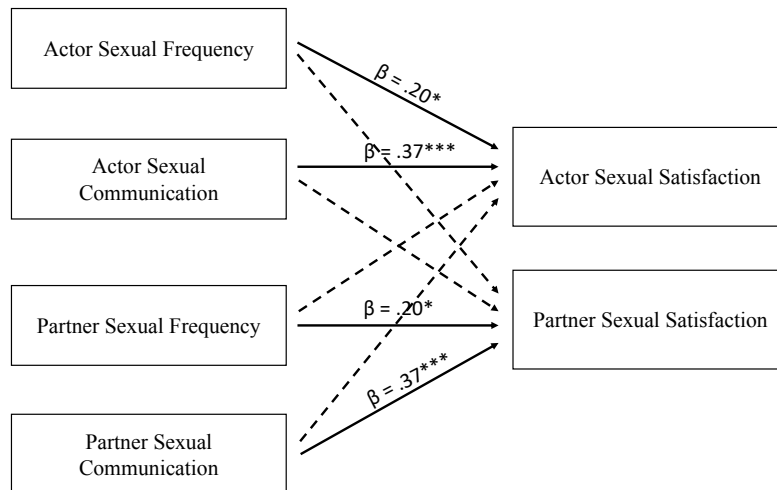 Actor Sexual Frequency
β = .20*
Actor Sexual
Communication
β = .37***
Actor Sexual Satisfaction
Partner Sexual Frequency
β = .20*
Partner Sexual Satisfaction
β = .37***
Partner Sexual
Communication